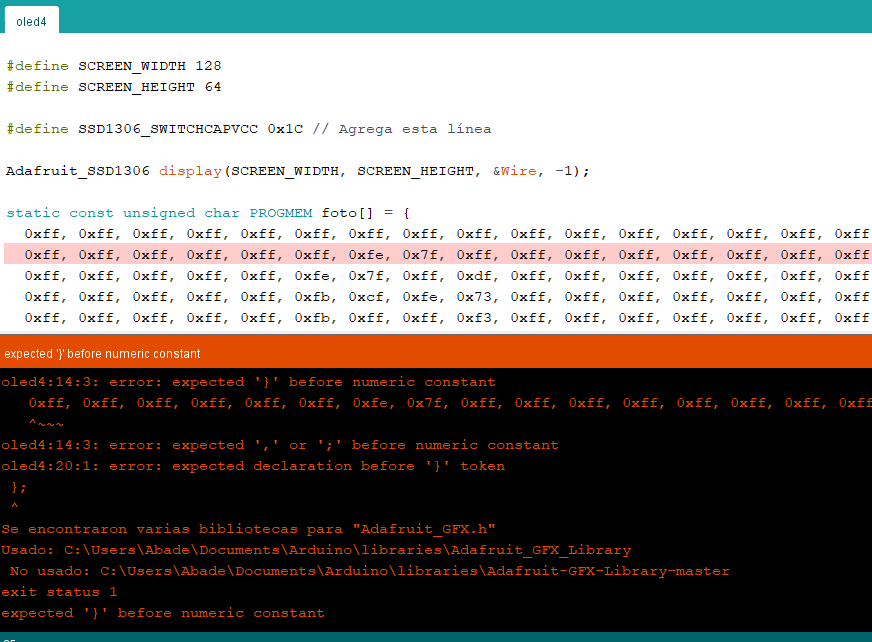 oled4
#define SCREEN_WIDTH 128
#define SCREEN_HEIGHT 64
#define SSD1306_SWITCHCAPVCC 0x1C // Agrega esta línea
Adafruit_SSD1306 display(SCREEN_WIDTH, SCREEN_HEIGHT, &Wire, -1);
static const unsigned char PROGMEM foto[] = {
0xff, 0xff, 0xff, 0xff, 0xff, 0xff, 0xff, 0xff, 0xff, 0xff, 0xff, 0xff, 0xff, 0xff, 0xff, 0xff
0xff, 0xff, 0xff, 0xff, 0xff, 0xff, 0xfe, 0x7f, 0xff, 0xff, 0xff, 0xff, 0xff, 0xff, 0xff, 0xff
0xff, 0xff, 0xff, 0xff, 0xff, 0xfe, 0x7f, 0xff, 0xdf, 0xff, 0xff, 0xff, 0xff, 0xff, 0xff, 0xff
0xff, 0xff, 0xff, 0xff, 0xff, 0xfb, 0xcf, 0xfe, 0x73, 0xff, 0xff, 0xff, 0xff, 0xff, 0xff, 0xff
0xff, 0xff, 0xff, 0xff, 0xff, 0xfb, 0xff, 0xff, 0xf3, 0xff, 0xff, 0xff, 0xff, 0xff, 0xff, 0xff
expected '}' before numeric constant
oled4:14:3: error: expected '}' before numeric constant
0xff, 0xff, 0xff, 0xff, 0xff, 0xff, 0xfe, 0x7f, 0xff, 0xff, 0xff, 0xff, 0xff, 0xff, 0xff, 0xff
^~~~
oled4:14:3: error: expected ',' or ';' before numeric constant
oled4:20:1: error: expected declaration before '}' token
};
^
Se encontraron varias bibliotecas para "Adafruit_GFX.h"
Usado: C:\Users\Abade\Documents\Arduino\libraries\Adafruit_GFX_Library
No usado: C:\Users\Abade\Documents\Arduino\libraries\Adafruit-GFX-Library-master
exit status 1
expected '}' before numeric constant